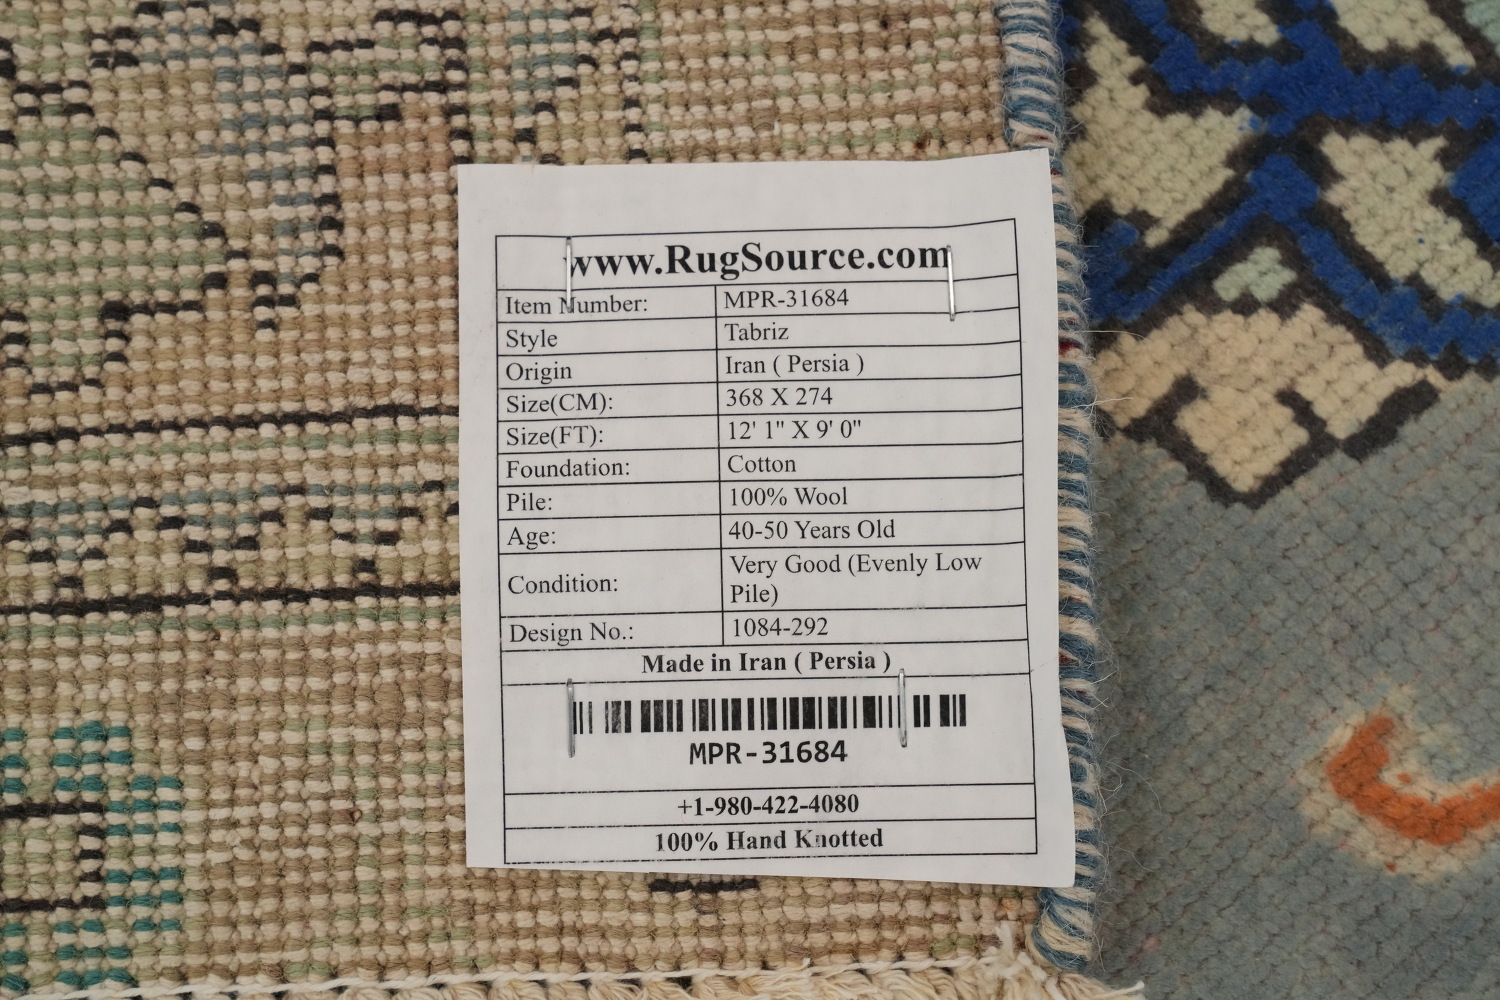 www.RugSource.com
Item Number: MPR-31684
Style Tabriz
Origin Iran ( Persia )
Size(CM): 368 X 274
Size(FT): 12' 1" X 9' 0"
Foundation: Cotton
Pile: 100% Wool
Age: 40-50 Years Old
Condition: Very Good (Evenly Low
Pile)
Design No.: 1084-292
Made in Iran ( Persia )
MPR-31684
+1-980-422-4080
100% Hand Knotted